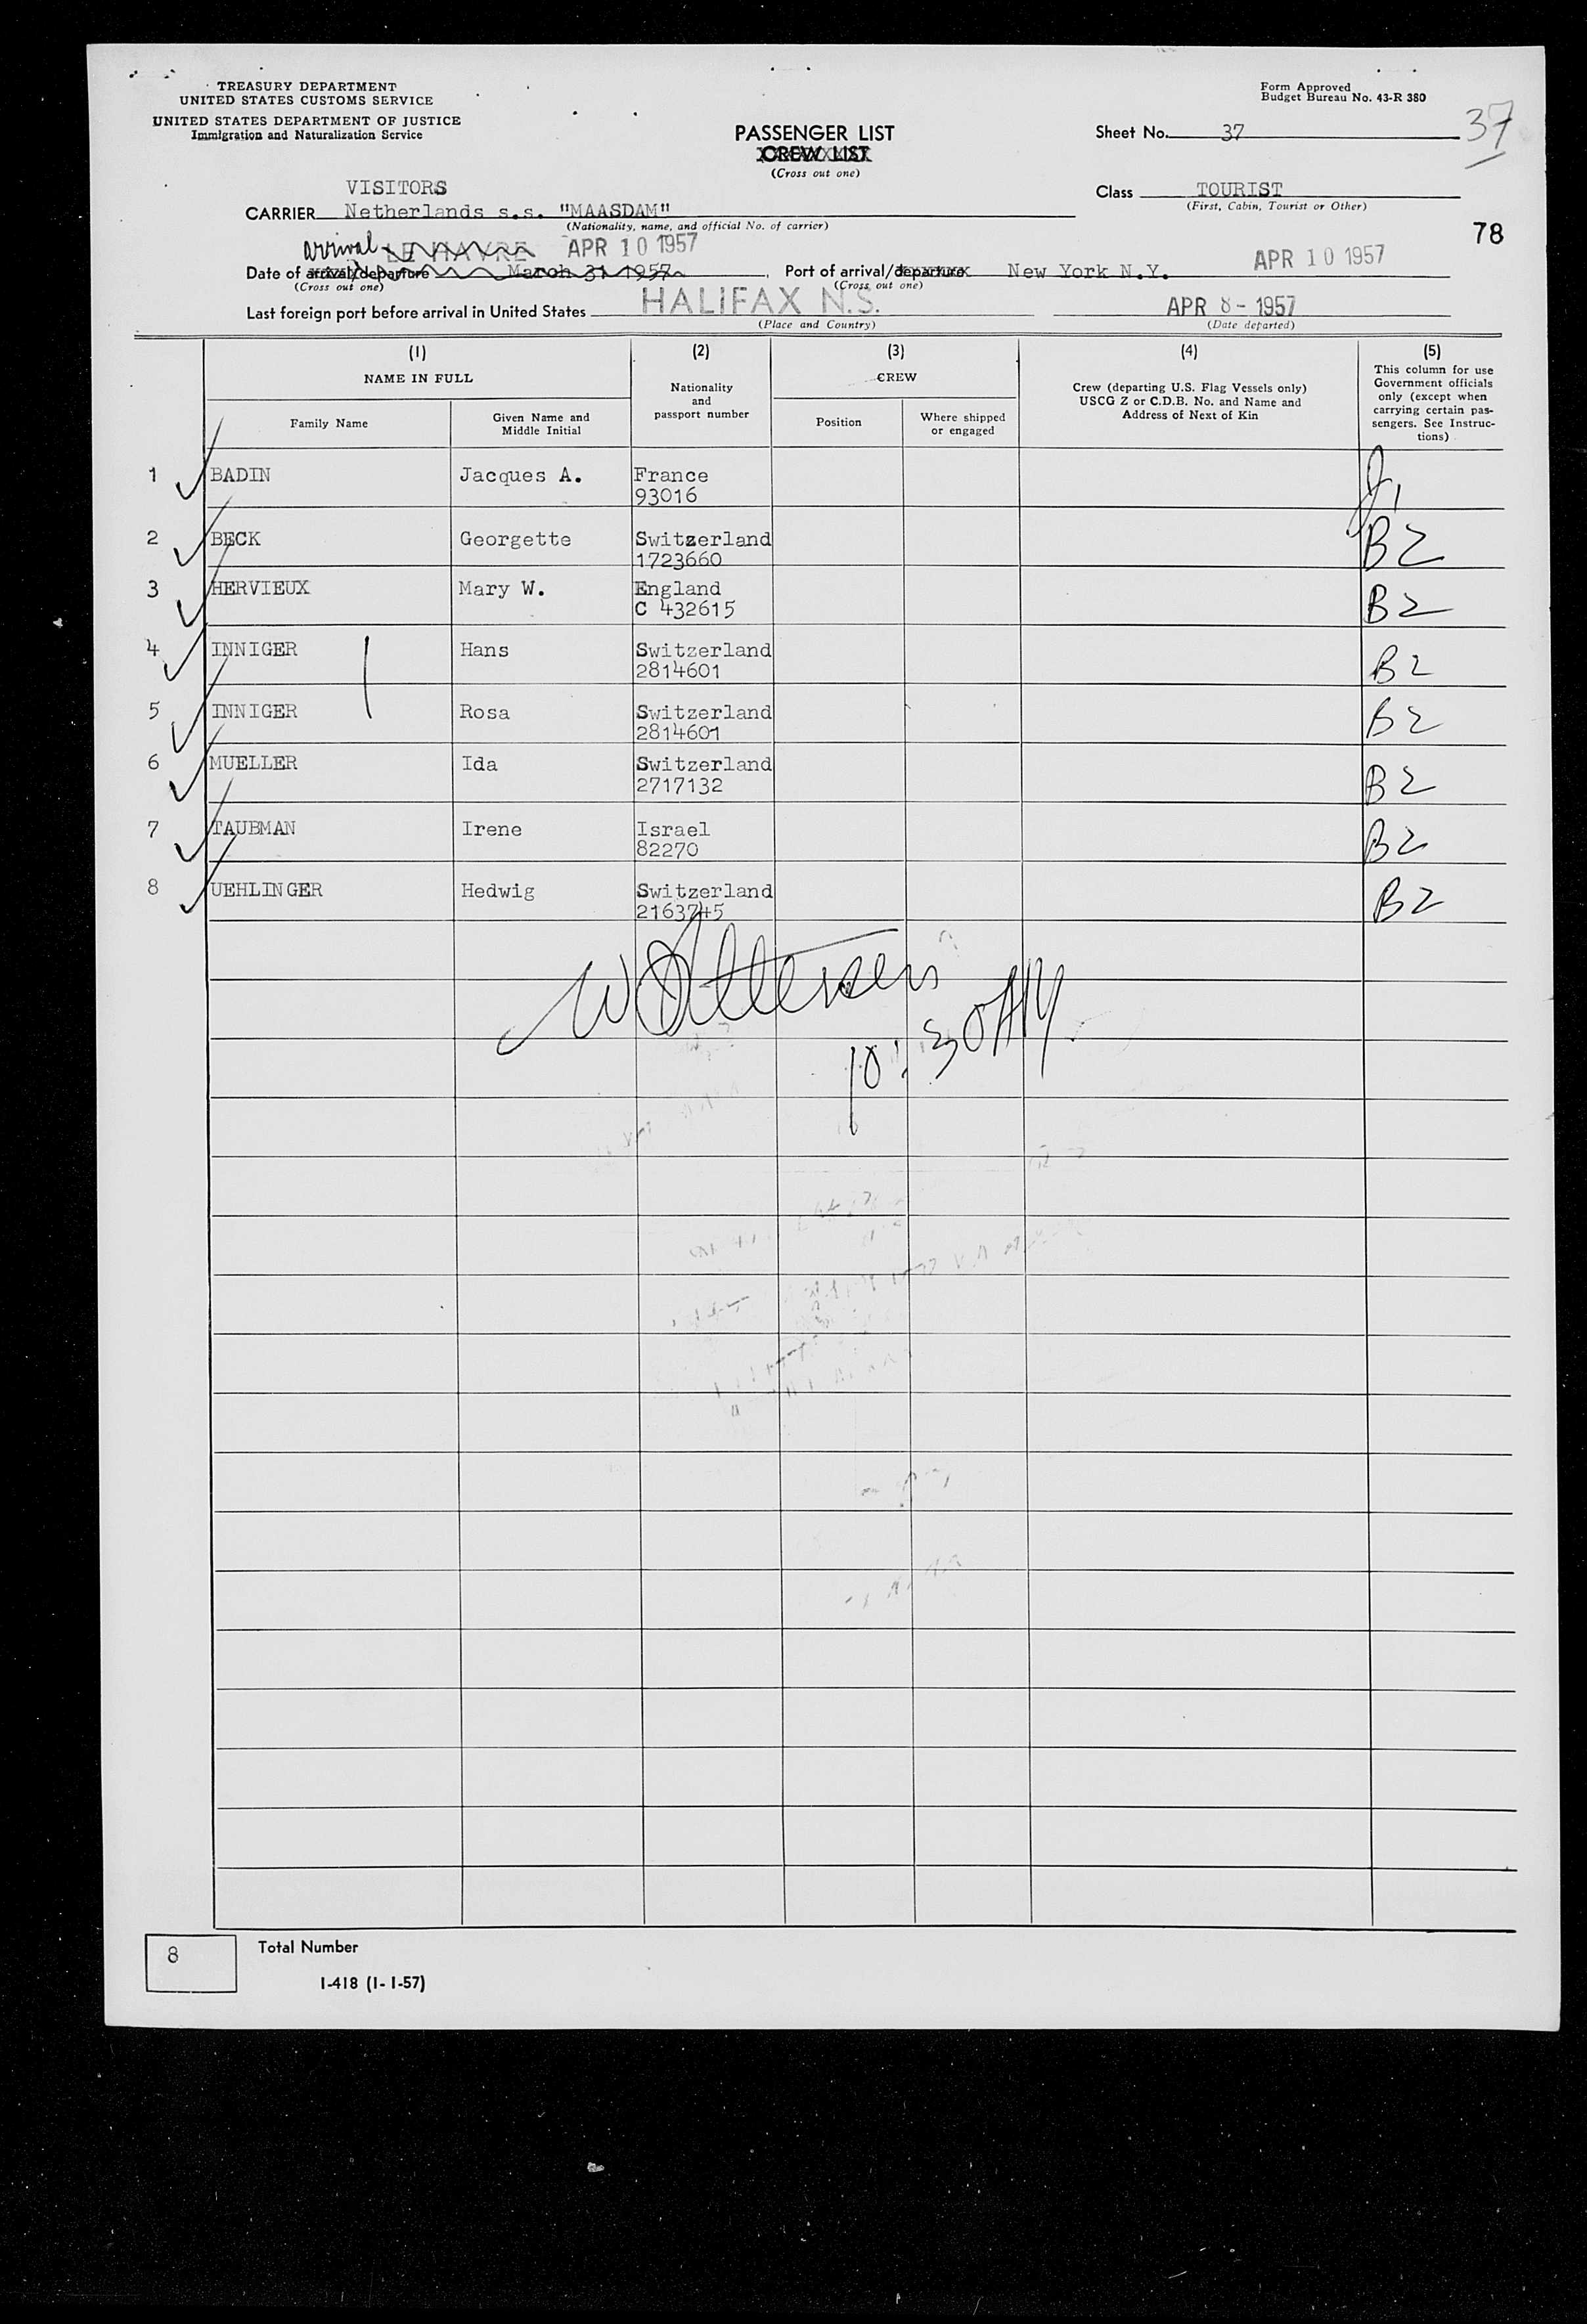 TREASURY DEPARTMENT
UNITED STATES CUSTOMS SERVICE
UNITED STATES DEPARTMENT OF JUSTICE
Immigration and Naturalization Service
Form Approved
Budget Bureau No. 43-R 380
PASSENGER LIST
CREW LIST
(Cross out one)
Sheet No. 37
37
VISITORS
CARRIER Netherlands s.s. "MAASDAM"
(Nationality, name, and official No. of carrier)
Class TOURIST
(First, Cabin, Tourist or Other)
78
arrival LE HAVRE APR 10 1957
Date of arrival/departure March 31 1957 Port of arrival/departure New York N.Y. APR 10 1957
(Cross out one) (Cross out one)
Last foreign port before arrival in United States HALIFAX N.S. APR 8 - 1957
(Place and Country) (Date departed)
(1) (2) (3) (4) (5)
NAME IN FULL
Family Name
Given Name and
Middle Initial
Nationality
and
passport number
CREW
Position
Where shipped
or engaged
Crew (departing U.S. Flag Vessels only)
USCG Z or C.D.B. No. and Name and
Address of Next of Kin
This column for use
Government officials
only (except when
carrying certain pas-
sengers. See Instruc-
tions)
1 BADIN Jacques A. France
93016
2 BECK Georgette Switzerland B2
1723660
3 HERVIEUX Mary W. England B2
C 432615
4 INNIGER Hans Switzerland B2
2814601
5 INNIGER Rosa Switzerland B2
2814601
6 MUELLER Ida Switzerland B2
2717132
7 TAUBMAN Irene Israel B2
82270
8 UEHLINGER Hedwig Switzerland B2
2163745
10:30 AM
8 Total Number
I-418 (1-1-57)